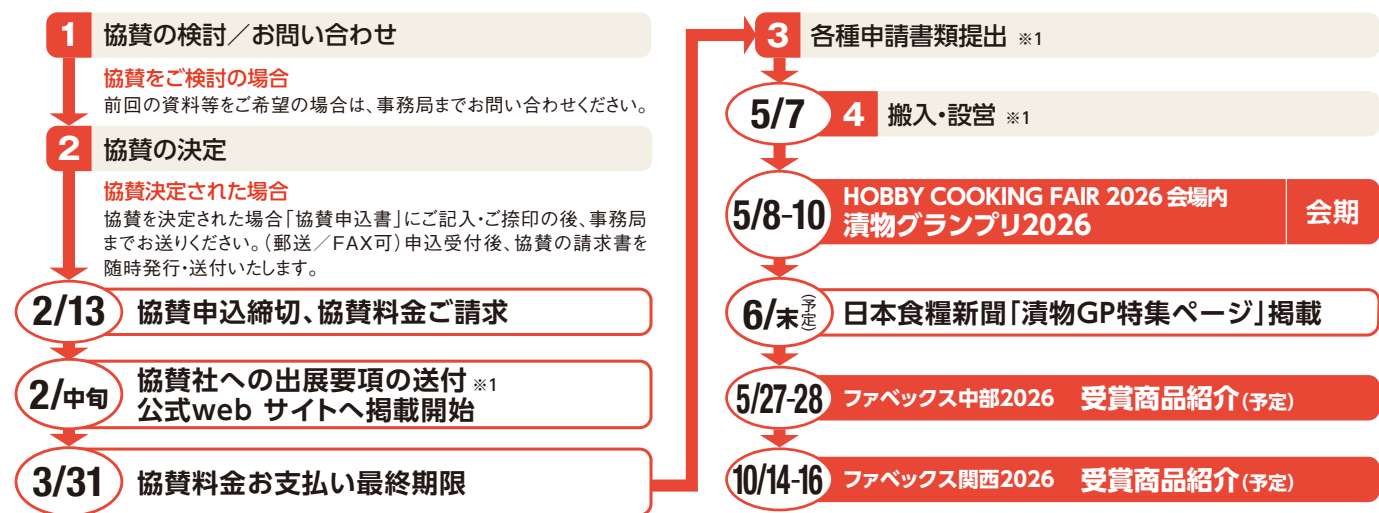 1 協賛の検討／お問い合わせ
協賛をご検討の場合
前回の資料等をご希望の場合は、事務局までお問い合わせください。
2 協賛の決定
協賛決定された場合
協賛を決定された場合「協賛申込書」にご記入・ご捺印の後、事務局
までお送りください。（郵送／FAX可）申込受付後、協賛の請求書を
随時発行・送付いたします。
2/13 協賛申込締切、協賛料金ご請求
2/中旬 協賛社への出展要項の送付 ※1
公式web サイトへ掲載開始
3/31 協賛料金お支払い最終期限
3 各種申請書類提出 ※1
5/7 4 搬入・設営 ※1
5/8-10 HOBBY COOKING FAIR 2026 会場内
漬物グランプリ2026 会期
6/末（予定） 日本食糧新聞「漬物GP特集ページ」掲載
5/27-28 ファベックス中部2026 受賞商品紹介（予定）
10/14-16 ファベックス関西2026 受賞商品紹介（予定）